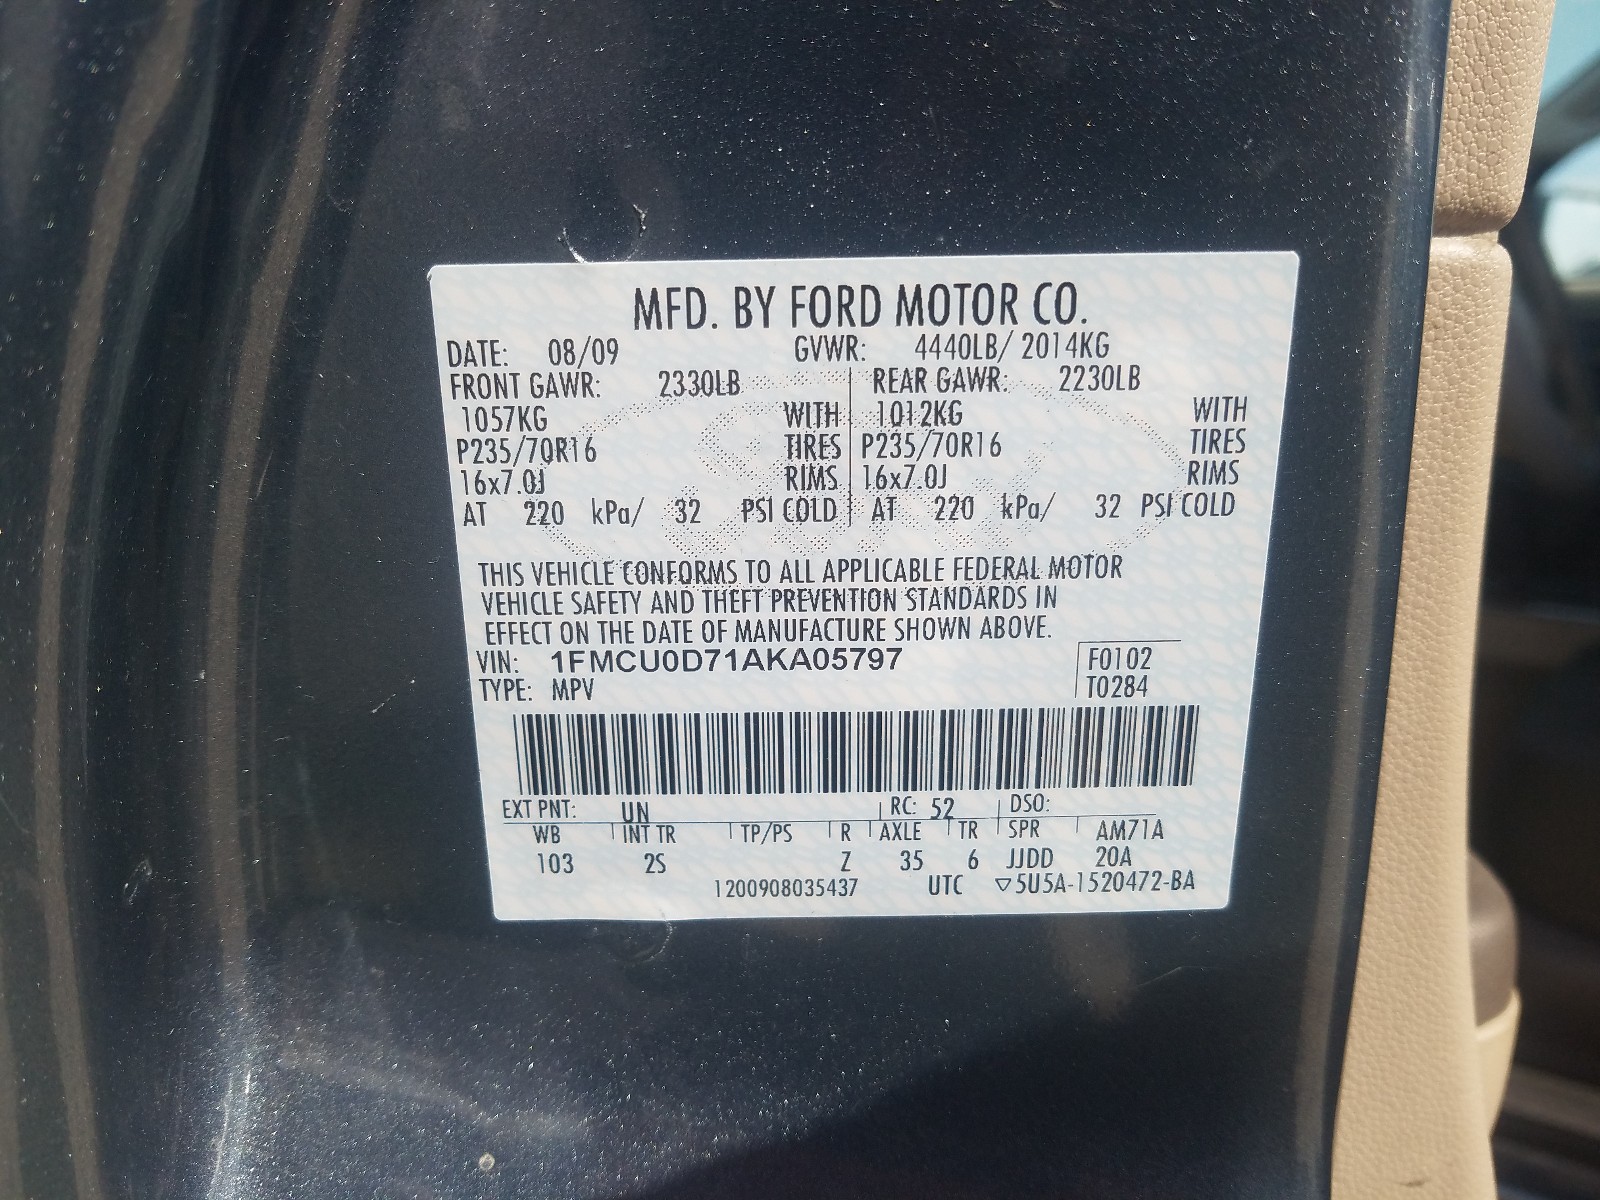 MFD. BY FORD MOTOR CO.
DATE: 08/09 GVWR: 4440LB/ 2014KG
FRONT GAWR: 2330LB REAR GAWR: 2230LB
1057KG WITH 1012KG WITH
P235/70R16 TIRES P235/70R16 TIRES
16x7.0J RIMS 16x7.0J RIMS
AT 220 kPa/ 32 PSI COLD AT 220 kPa/ 32 PSI COLD
THIS VEHICLE CONFORMS TO ALL APPLICABLE FEDERAL MOTOR
VEHICLE SAFETY AND THEFT PREVENTION STANDARDS IN
EFFECT ON THE DATE OF MANUFACTURE SHOWN ABOVE.
VIN: 1FMCU0D71AKA05797 F0102
TYPE: MPV T0284
EXT PNT: UN RC: 52 DSO:
WB INT TR TP/PS R AXLE TR SPR AM71A
103 2S Z 35 6 JJDD 20A
1200908035437 UTC ▽5U5A-1520472-BA